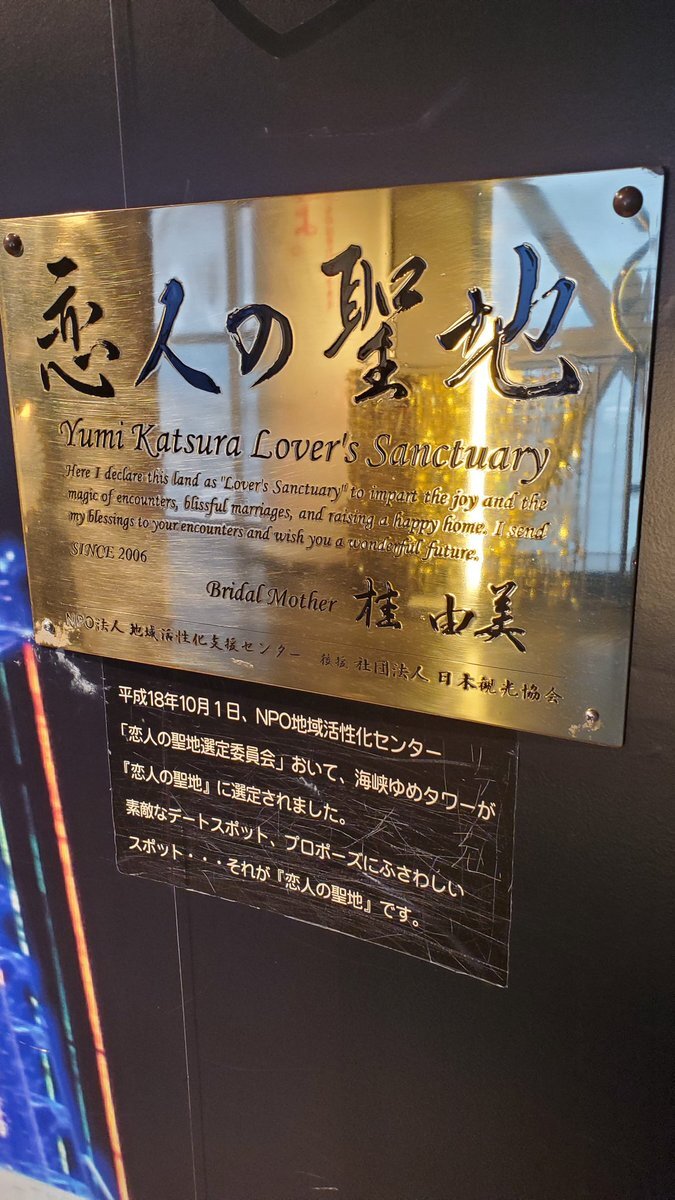 恋人の聖地
Yumi Katsura Lover's Sanctuary
Here I declare this land as "Lover's Sanctuary" to impart the joy and the
magic of encounters, blissful marriages, and raising a happy home. I send
my blessings to your encounters and wish you a wonderful future.
SINCE 2006
Bridal Mother 桂 由美
NPO法人 地域活性化支援センター 後援 社団法人 日本観光協会
平成18年10月1日、NPO地域活性化センター
「恋人の聖地選定委員会」おいて、海峡ゆめタワーが
『恋人の聖地』に選定されました。
素敵なデートスポット、プロポーズにふさわしい
スポット・・・それが『恋人の聖地』です。